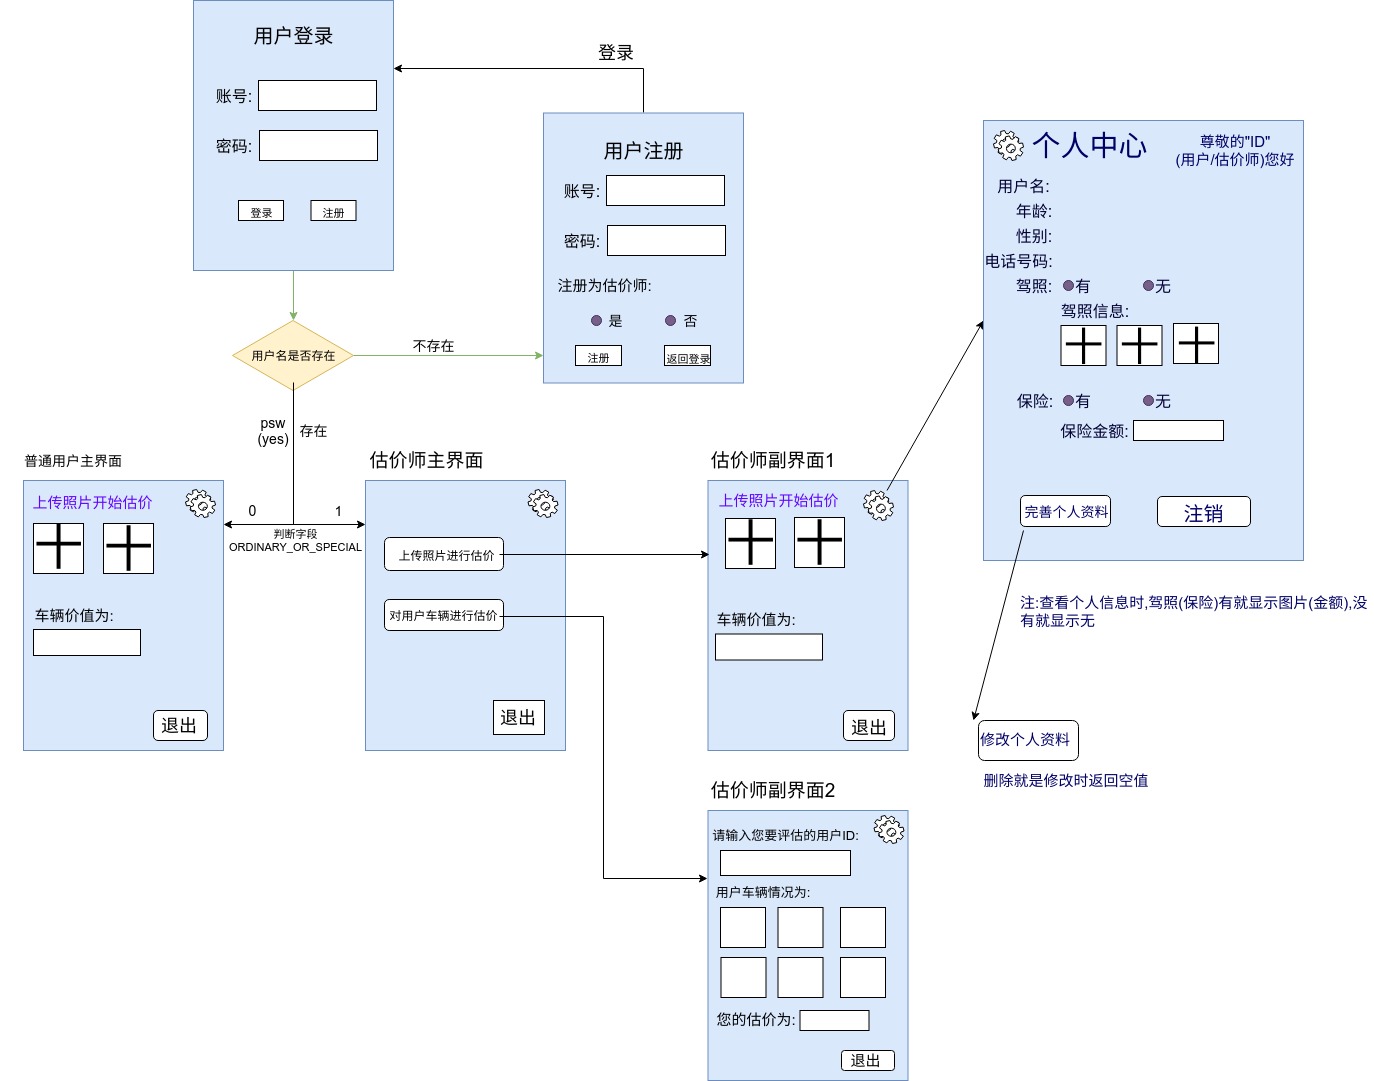 用户登录
账号:
密码:
登录
注册
登录
用户注册
账号:
密码:
注册为估价师:
是
否
注册
返回登录
用户名是否存在
不存在
psw
(yes)
存在
0
1
判断字段
ORDINARY_OR_SPECIAL
普通用户主界面
上传照片开始估价
车辆价值为:
退出
估价师主界面
上传照片进行估价
对用户车辆进行估价
退出
估价师副界面1
上传照片开始估价
车辆价值为:
退出
估价师副界面2
请输入您要评估的用户ID:
用户车辆情况为:
您的估价为:
退出
个人中心
尊敬的"ID"
(用户/估价师)您好
用户名:
年龄:
性别:
电话号码:
驾照:
有
无
驾照信息:
保险:
有
无
保险金额:
完善个人资料
注销
注:查看个人信息时,驾照(保险)有就显示图片(金额),没
有就显示无
修改个人资料
删除就是修改时返回空值